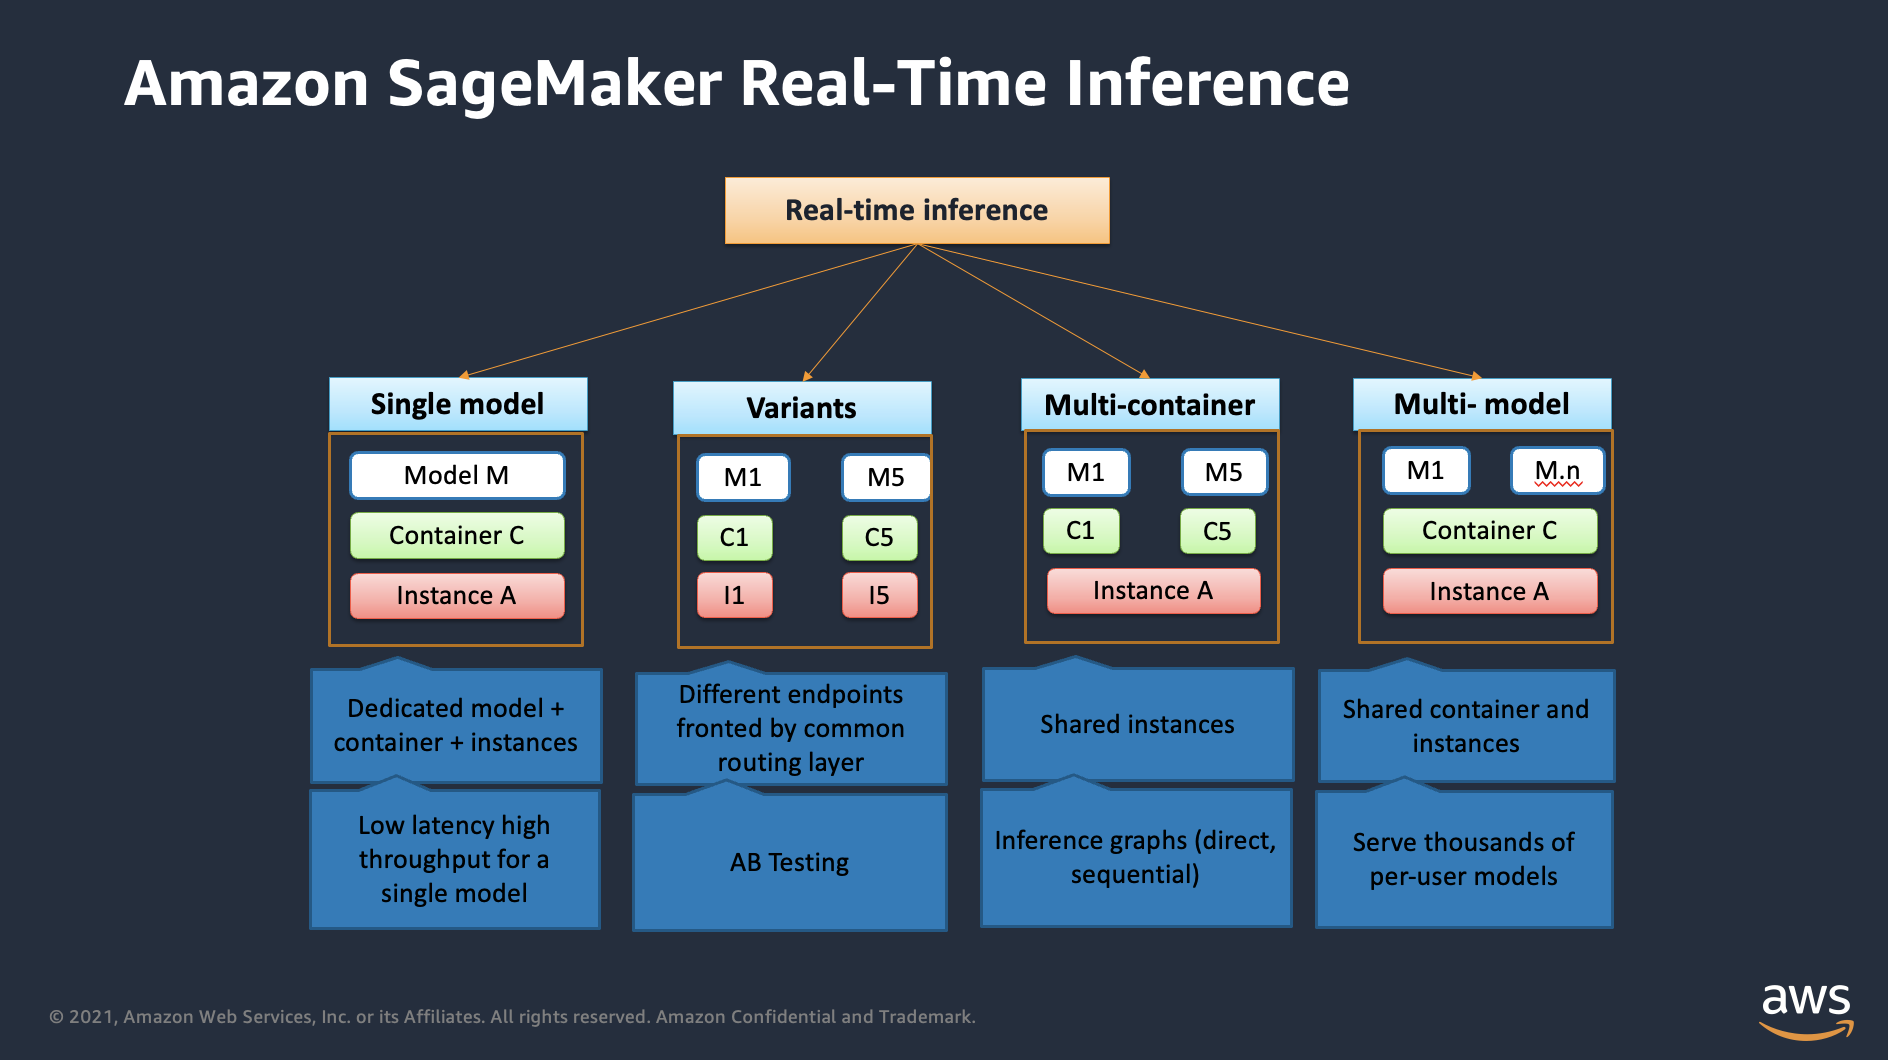 Amazon SageMaker Real-Time Inference
Real-time inference
Single model
Model M
Container C
Instance A
Dedicated model +
container + instances
Low latency high
throughput for a
single model
Variants
M1
M5
C1
C5
I1
I5
Different endpoints
fronted by common
routing layer
AB Testing
Multi-container
M1
M5
C1
C5
Instance A
Shared instances
Inference graphs (direct,
sequential)
Multi- model
M1
M.n
Container C
Instance A
Shared container and
instances
Serve thousands of
per-user models
© 2021, Amazon Web Services, Inc. or its Affiliates. All rights reserved. Amazon Confidential and Trademark.
aws